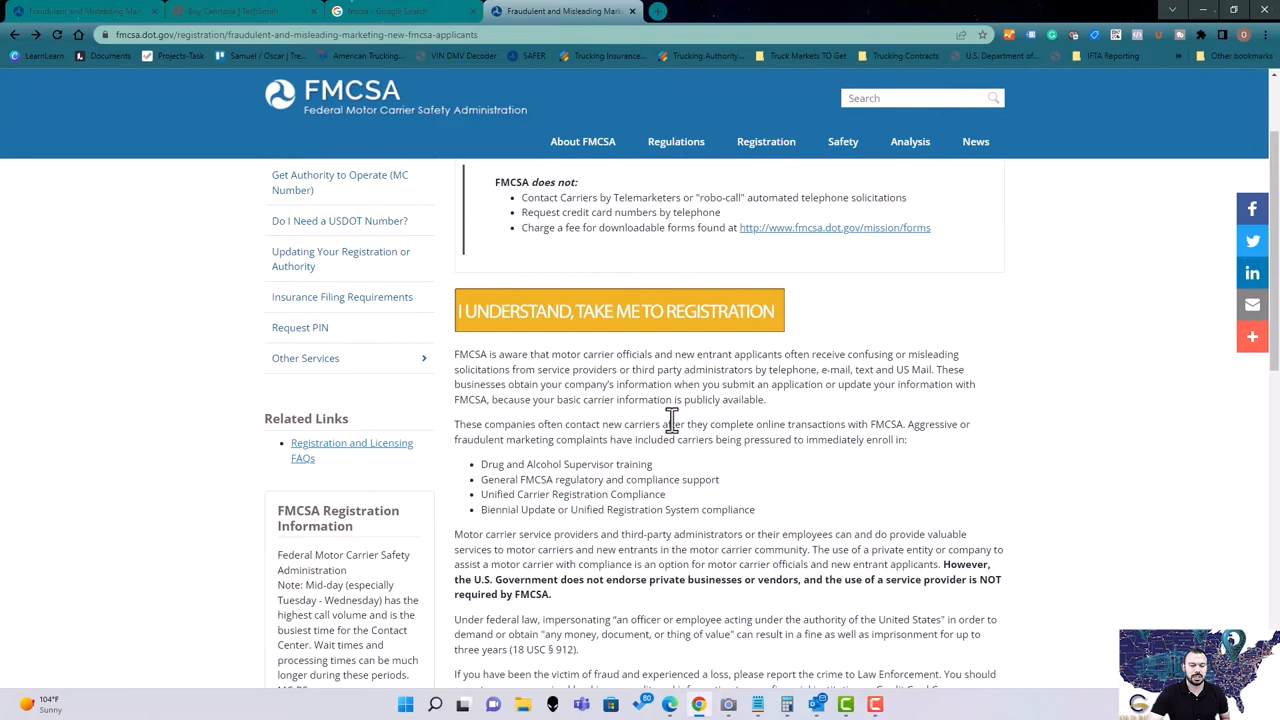 Fraudulent and Misleading Mark
Buy Camtasia | TechSmith
fmcsa - Google Search
Fraudulent and Misleading Mark
fmcsa.dot.gov/registration/fraudulent-and-misleading-marketing-new-fmcsa-applicants
LearnLearn
Documents
Projects-Task
Samuel / Oscar | Tre...
American Trucking...
VIN DMV Decoder
SAFER
Trucking Insurance...
Trucking Authority...
Truck Markets TO Get
Trucking Contracts
U.S. Department of...
IFTA Reporting
»
Other bookmarks
FMCSA
Federal Motor Carrier Safety Administration
Search
About FMCSA
Regulations
Registration
Safety
Analysis
News
Get Authority to Operate (MC
Number)
Do I Need a USDOT Number?
Updating Your Registration or
Authority
Insurance Filing Requirements
Request PIN
Other Services
Related Links
• Registration and Licensing
FAQs
FMCSA Registration
Information
Federal Motor Carrier Safety
Administration
Note: Mid-day (especially
Tuesday - Wednesday) has the
highest call volume and is the
busiest time for the Contact
Center. Wait times and
processing times can be much
longer during these periods.
FMCSA does not:
• Contact Carriers by Telemarketers or "robo-call" automated telephone solicitations
• Request credit card numbers by telephone
• Charge a fee for downloadable forms found at http://www.fmcsa.dot.gov/mission/forms
I UNDERSTAND, TAKE ME TO REGISTRATION
FMCSA is aware that motor carrier officials and new entrant applicants often receive confusing or misleading
solicitations from service providers or third party administrators by telephone, e-mail, text and US Mail. These
businesses obtain your company's information when you submit an application or update your information with
FMCSA, because your basic carrier information is publicly available.
These companies often contact new carriers after they complete online transactions with FMCSA. Aggressive or
fraudulent marketing complaints have included carriers being pressured to immediately enroll in:
• Drug and Alcohol Supervisor training
• General FMCSA regulatory and compliance support
• Unified Carrier Registration Compliance
• Biennial Update or Unified Registration System compliance
Motor carrier service providers and third-party administrators or their employees can and do provide valuable
services to motor carriers and new entrants in the motor carrier community. The use of a private entity or company to
assist a motor carrier with compliance is an option for motor carrier officials and new entrant applicants. However,
the U.S. Government does not endorse private businesses or vendors, and the use of a service provider is NOT
required by FMCSA.
Under federal law, impersonating "an officer or employee acting under the authority of the United States" in order to
demand or obtain "any money, document, or thing of value" can result in a fine as well as imprisonment for up to
three years (18 USC § 912).
If you have been the victim of fraud and experienced a loss, please report the crime to Law Enforcement. You should
104°F
Sunny
80